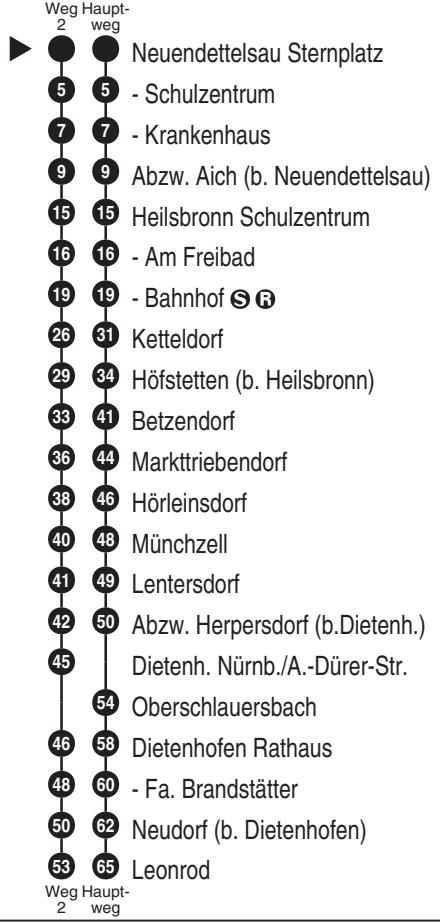 Weg Haupt-
2 weg
Neuendettelsau Sternplatz
5 5 - Schulzentrum
7 7 - Krankenhaus
9 9 Abzw. Aich (b. Neuendettelsau)
15 15 Heilsbronn Schulzentrum
16 16 - Am Freibad
19 19 - Bahnhof S R
26 31 Ketteldorf
29 34 Höfstetten (b. Heilsbronn)
33 41 Betzendorf
36 44 Markttriebendorf
38 46 Hörleinsdorf
40 48 Münchzell
41 49 Lentersdorf
42 50 Abzw. Herpersdorf (b.Dietenh.)
45 Dietenh. Nürnb./A.-Dürer-Str.
54 Oberschlauersbach
46 58 Dietenhofen Rathaus
48 60 - Fa. Brandstätter
50 62 Neudorf (b. Dietenhofen)
53 65 Leonrod
Weg Haupt-
2 weg